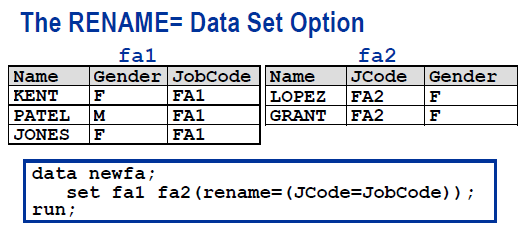 The RENAME= Data Set Option
fa1
Name Gender JobCode
KENT F FA1
PATEL M FA1
JONES F FA1
fa2
Name JCode Gender
LOPEZ FA2 F
GRANT FA2 F
data newfa;
set fa1 fa2(rename=(JCode=JobCode));
run;